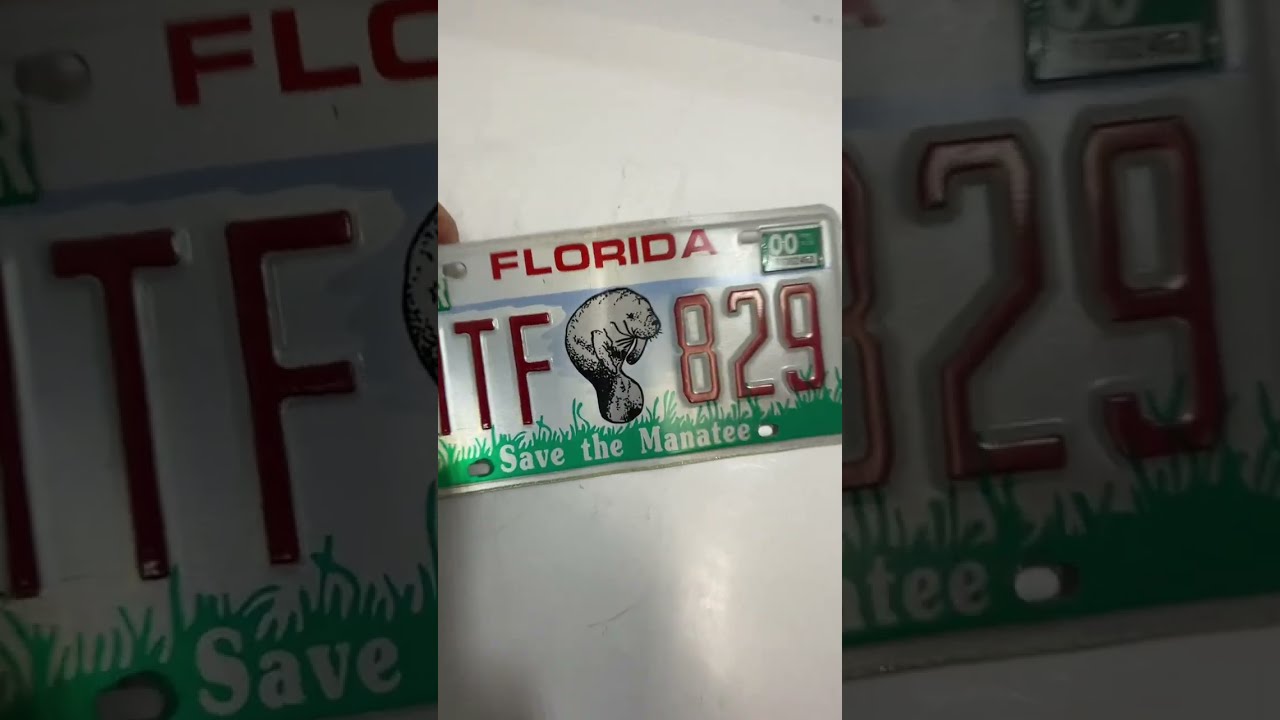 FLORIDA
00
TF 829
Save the Manatee